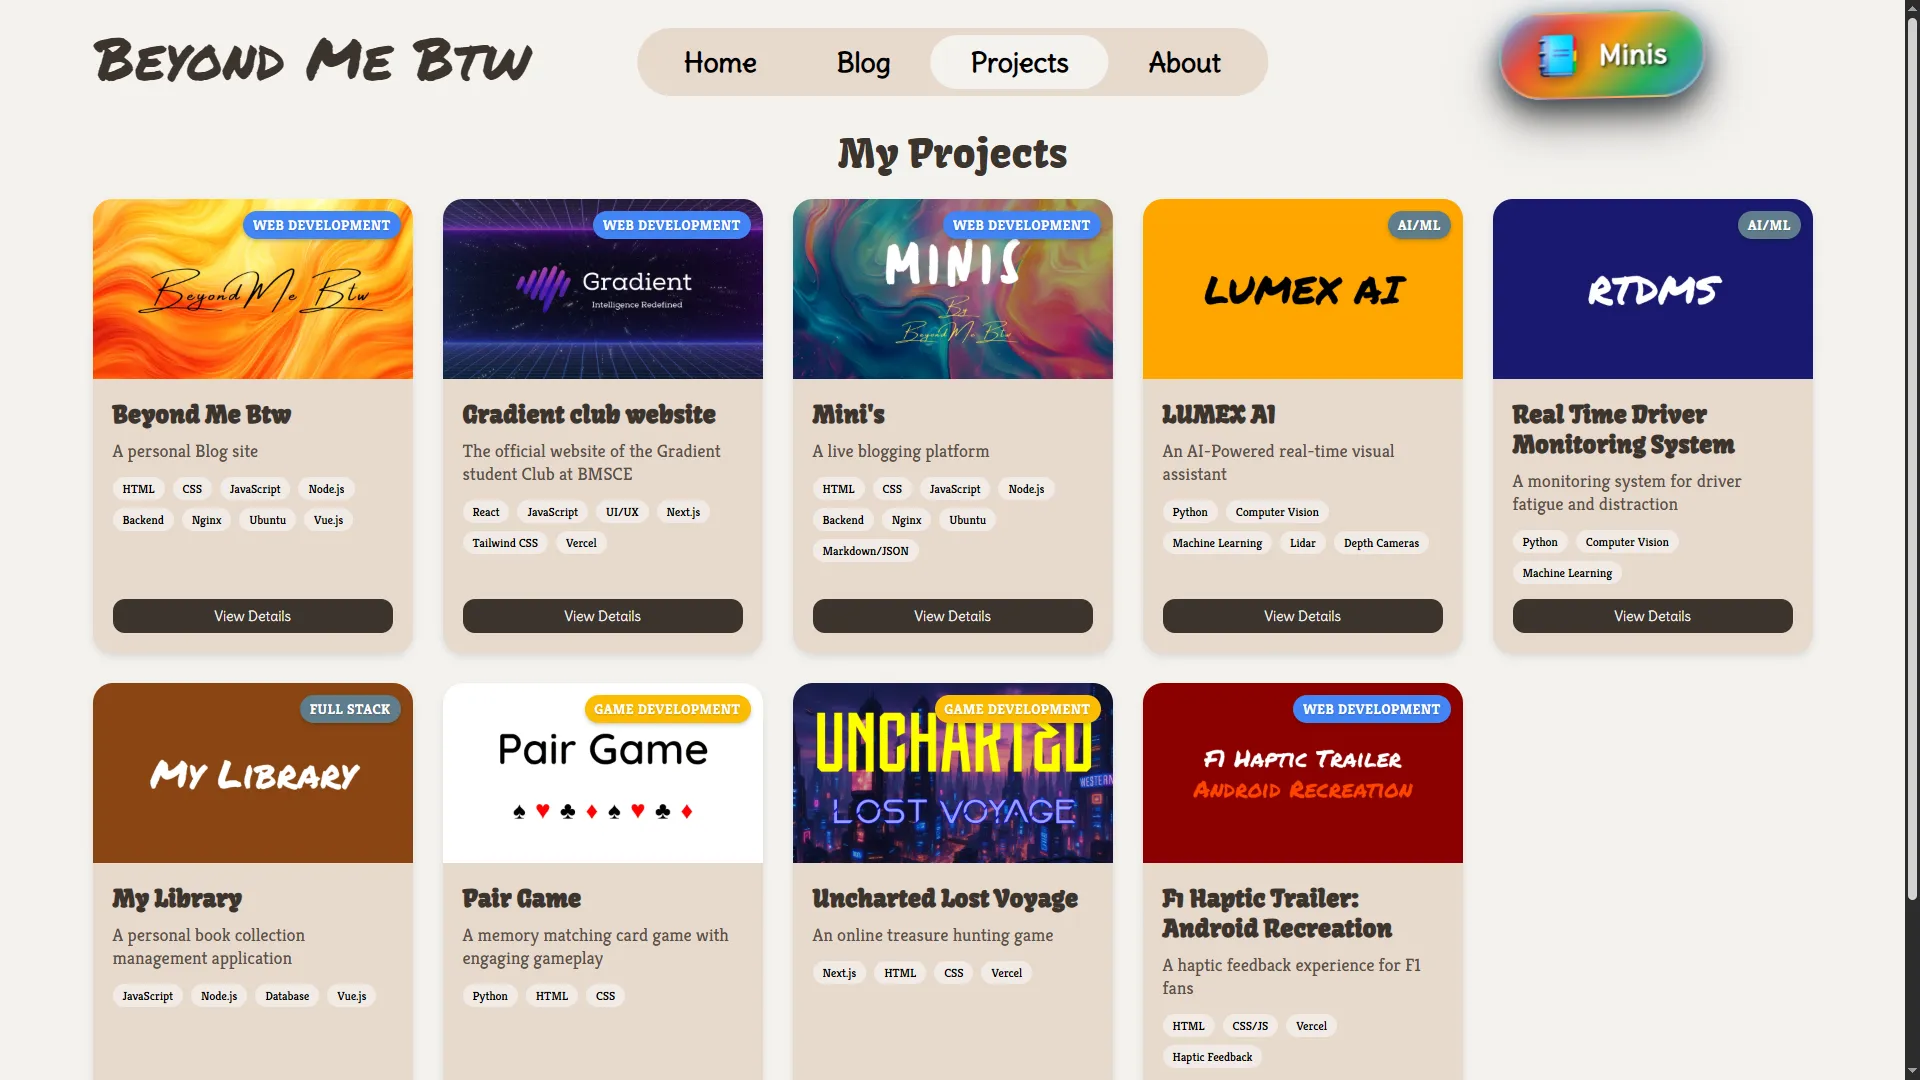 Beyond Me Btw
Home Blog Projects About
Minis
My Projects
WEB DEVELOPMENT
Beyond Me Btw
Beyond Me Btw
A personal Blog site
HTML CSS JavaScript Node.js
Backend Nginx Ubuntu Vue.js
View Details
WEB DEVELOPMENT
Gradient
Intelligence Redefined
Gradient club website
The official website of the Gradient
student Club at BMSCE
React JavaScript UI/UX Next.js
Tailwind CSS Vercel
View Details
WEB DEVELOPMENT
MINIS
By
Beyond Me Btw
Mini's
A live blogging platform
HTML CSS JavaScript Node.js
Backend Nginx Ubuntu
Markdown/JSON
View Details
AI/ML
LUMEX AI
LUMEX AI
An AI-Powered real-time visual
assistant
Python Computer Vision
Machine Learning Lidar Depth Cameras
View Details
AI/ML
RTDMS
Real Time Driver
Monitoring System
A monitoring system for driver
fatigue and distraction
Python Computer Vision
Machine Learning
View Details
FULL STACK
My Library
My Library
A personal book collection
management application
JavaScript Node.js Database Vue.js
GAME DEVELOPMENT
Pair Game
♠ ♥ ♣ ♦ ♠ ♥ ♣ ♦
Pair Game
A memory matching card game with
engaging gameplay
Python HTML CSS
GAME DEVELOPMENT
UNCHARTED
WESTERN
LOST VOYAGE
Uncharted Lost Voyage
An online treasure hunting game
Next.js HTML CSS Vercel
WEB DEVELOPMENT
F1 Haptic Trailer
Android Recreation
F1 Haptic Trailer:
Android Recreation
A haptic feedback experience for F1
fans
HTML CSS/JS Vercel
Haptic Feedback